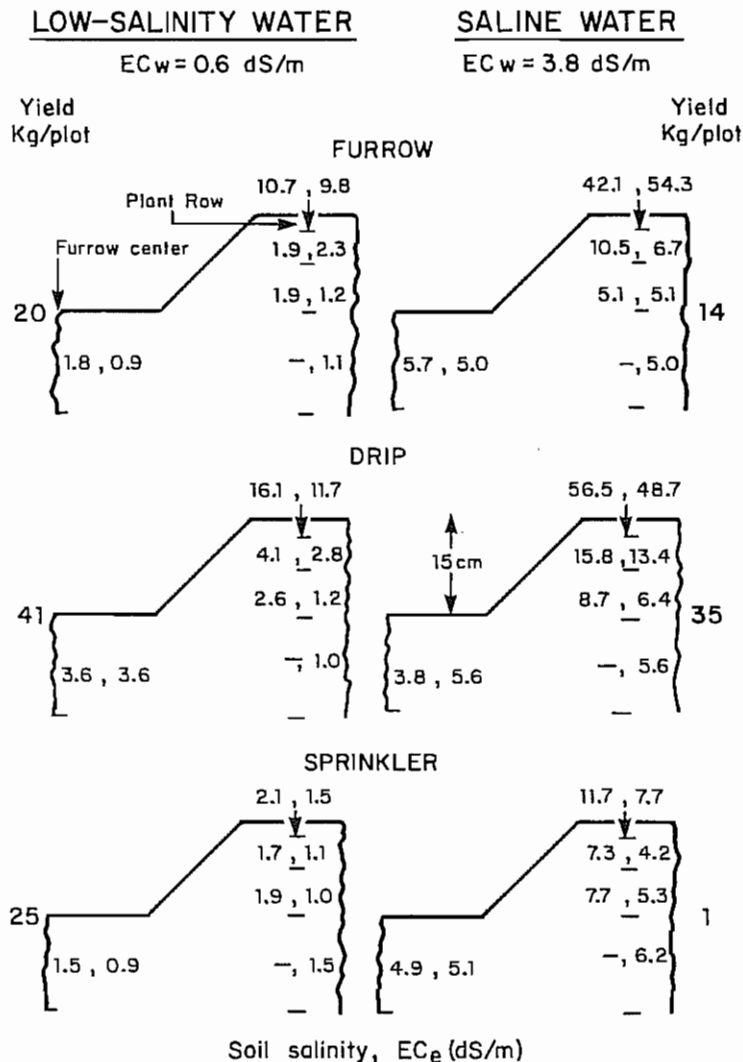 LOW-SALINITY WATER
SALINE WATER
ECw = 0.6 dS/m
ECw = 3.8 dS/m
Yield
Kg/plot
Yield
Kg/plot
FURROW
10.7 , 9.8
42.1 , 54.3
Plant Row
Furrow center
1.9 , 2.3
10.5 , 6.7
1.9 , 1.2
5.1 , 5.1
20
14
1.8 , 0.9
–, 1.1
5.7 , 5.0
–, 5.0
DRIP
16.1 , 11.7
56.5 , 48.7
4.1 , 2.8
15 cm
15.8 , 13.4
2.6 , 1.2
8.7 , 6.4
41
35
3.6 , 3.6
–, 1.0
3.8 , 5.6
–, 5.6
SPRINKLER
2.1 , 1.5
11.7 , 7.7
1.7 , 1.1
7.3 , 4.2
1.9 , 1.0
7.7 , 5.3
25
1
1.5 , 0.9
–, 1.5
4.9 , 5.1
–, 6.2
Soil salinity, ECe (dS/m)